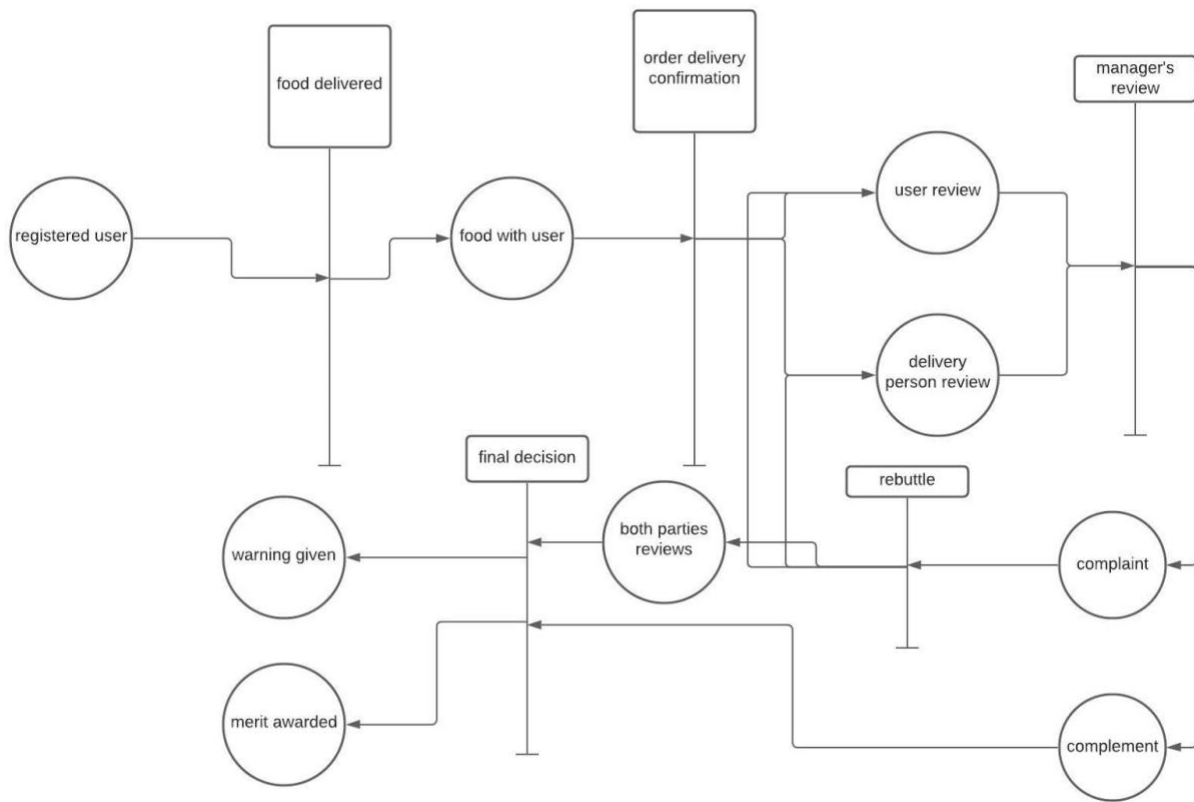 food delivered
order delivery
confirmation
manager's
review
registered user
food with user
user review
delivery
person review
final decision
rebuttle
warning given
both parties
reviews
complaint
merit awarded
complement